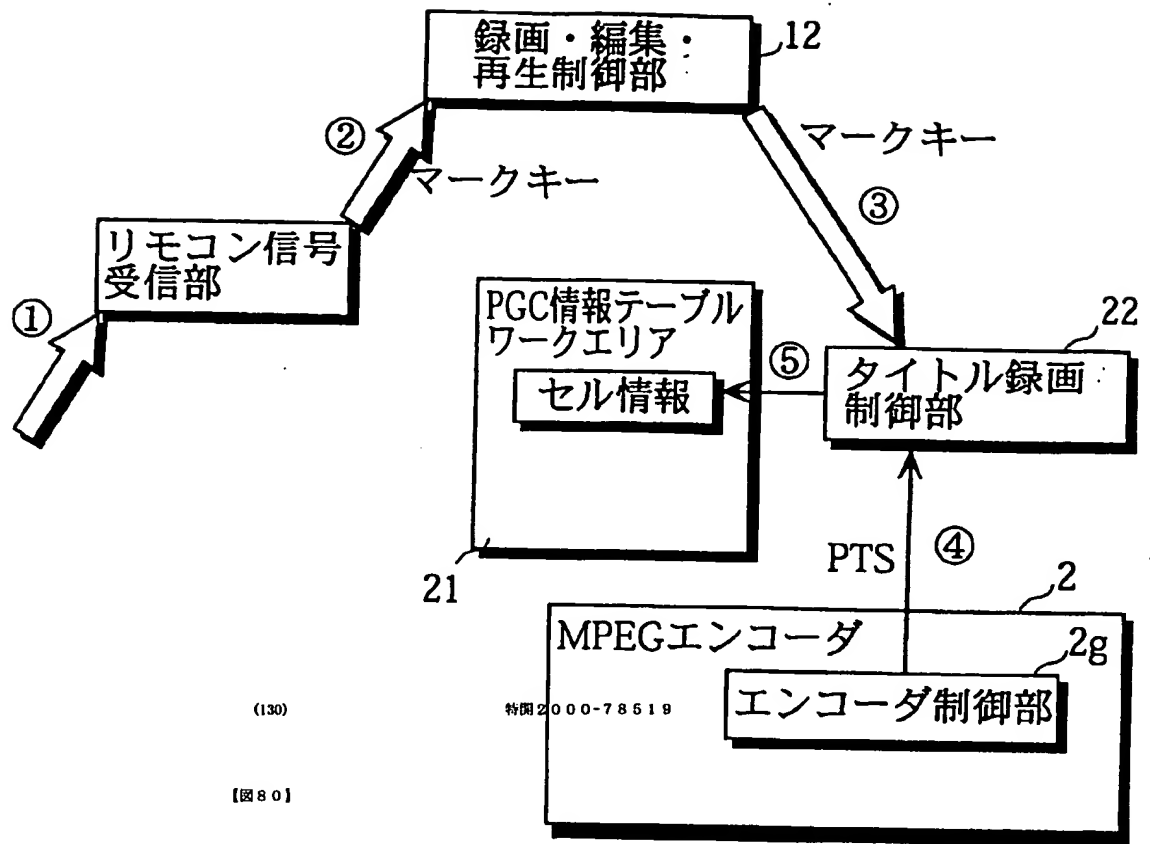 録画・編集・
再生制御部
12
②
マークキー
マークキー
③
リモコン信号
受信部
①
PGC情報テーブル
ワークエリア
セル情報
21
⑤
22
タイトル録画
制御部
PTS
④
2
MPEGエンコーダ
2g
エンコーダ制御部
(130)
特開2000-78519
【図80】